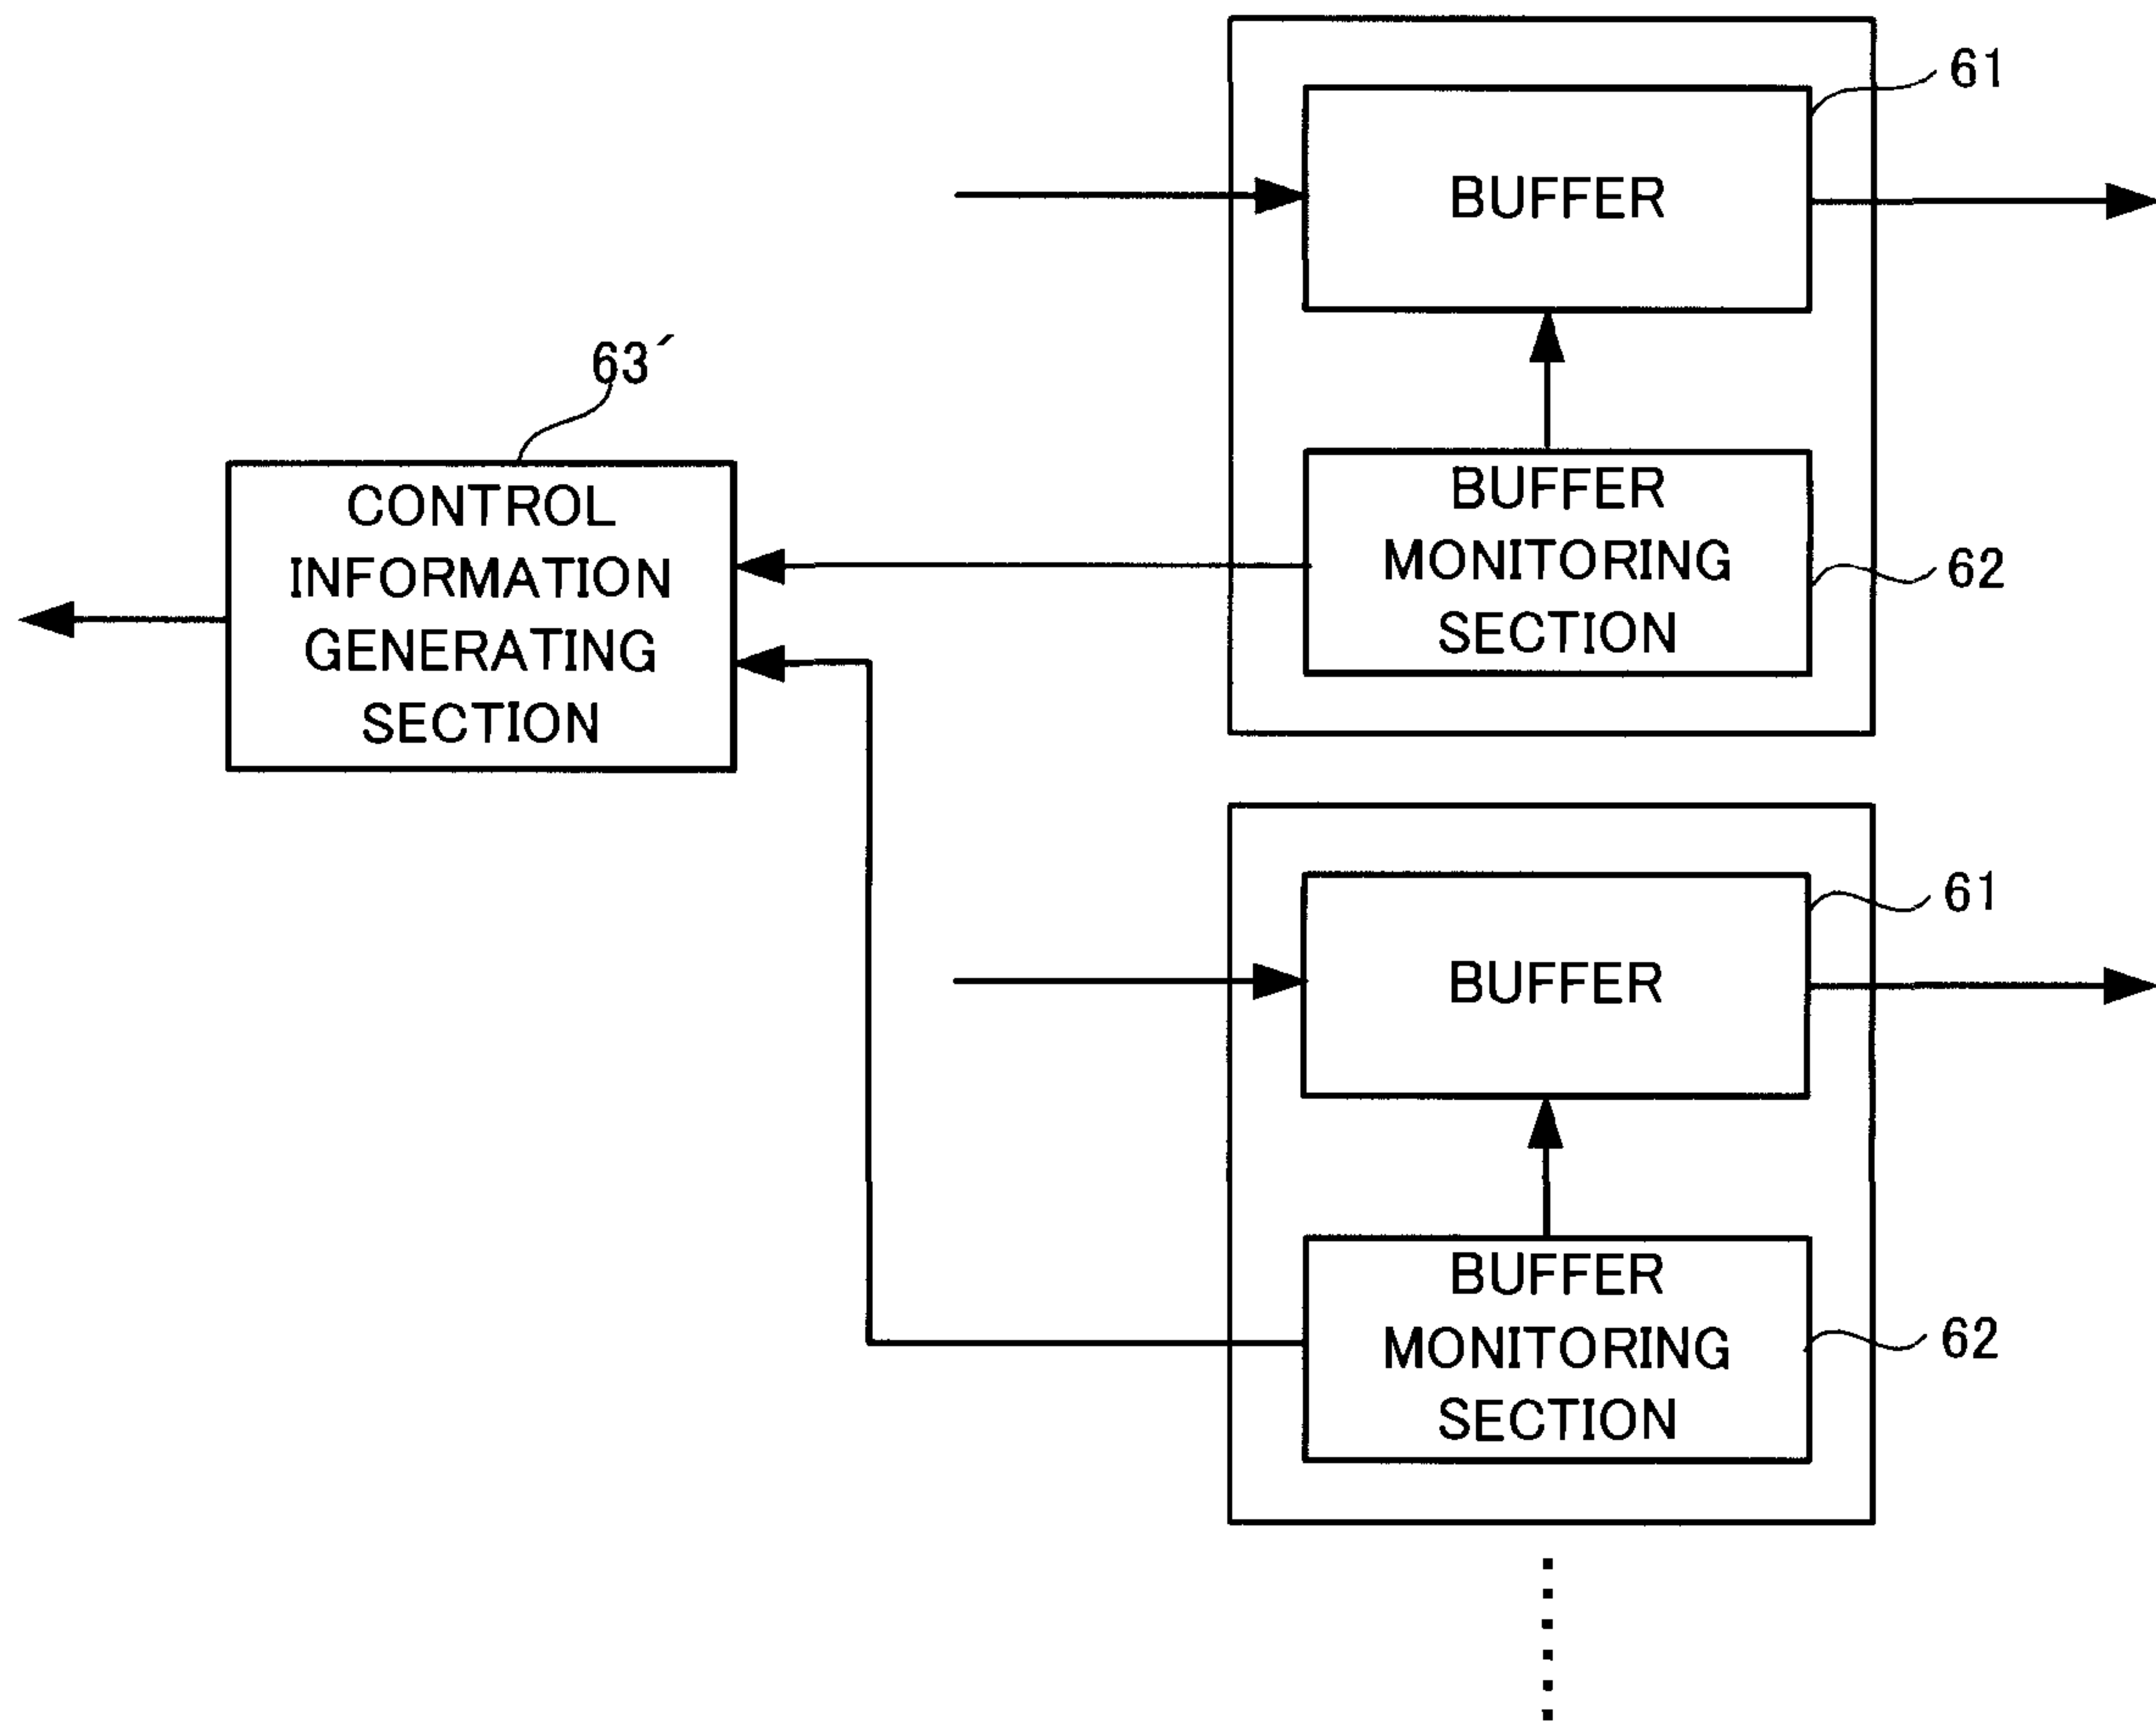 61
BUFFER
63´
BUFFER
MONITORING
SECTION
62
CONTROL
INFORMATION
GENERATING
SECTION
61
BUFFER
BUFFER
MONITORING
SECTION
62